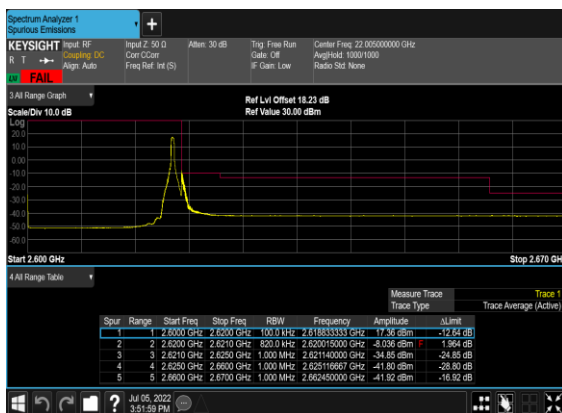 Spectrum Analyzer 1
Spurious Emissions
+
KEYSIGHT Input: RF Input Z: 50 Ω Atten: 30 dB Trig: Free Run Center Freq: 22.005000000 GHz
R T Coupling: DC Corr CCorr Gate: Off Avg|Hold: 1000/1000
Align: Auto Freq Ref: Int (S) IF Gain: Low Radio Std: None
FAIL
3 All Range Graph
Ref Lvl Offset 18.23 dB
Scale/Div 10.0 dB Ref Value 30.00 dBm
Log
20.0
10.0
0.00
-10.0
-20.0
-30.0
-40.0
-50.0
-60.0
Start 2.600 GHz Stop 2.670 GH
4 All Range Table
Measure Trace Trace 1
Trace Type Trace Average (Active)
Spur Range Start Freq Stop Freq RBW Frequency Amplitude ΔLimit
1 1 2.6000 GHz 2.6200 GHz 100.0 kHz 2.618833333 GHz 17.36 dBm -12.64 dB
2 2 2.6200 GHz 2.6210 GHz 820.0 kHz 2.620015000 GHz -8.036 dBm F 1.964 dB
3 3 2.6210 GHz 2.6250 GHz 1.000 MHz 2.621140000 GHz -34.85 dBm -24.85 dB
4 4 2.6250 GHz 2.6600 GHz 1.000 MHz 2.625116667 GHz -41.80 dBm -28.80 dB
5 5 2.6600 GHz 2.6700 GHz 1.000 MHz 2.662450000 GHz -41.92 dBm -16.92 dB
? Jul 05, 2022
3:51:59 PM